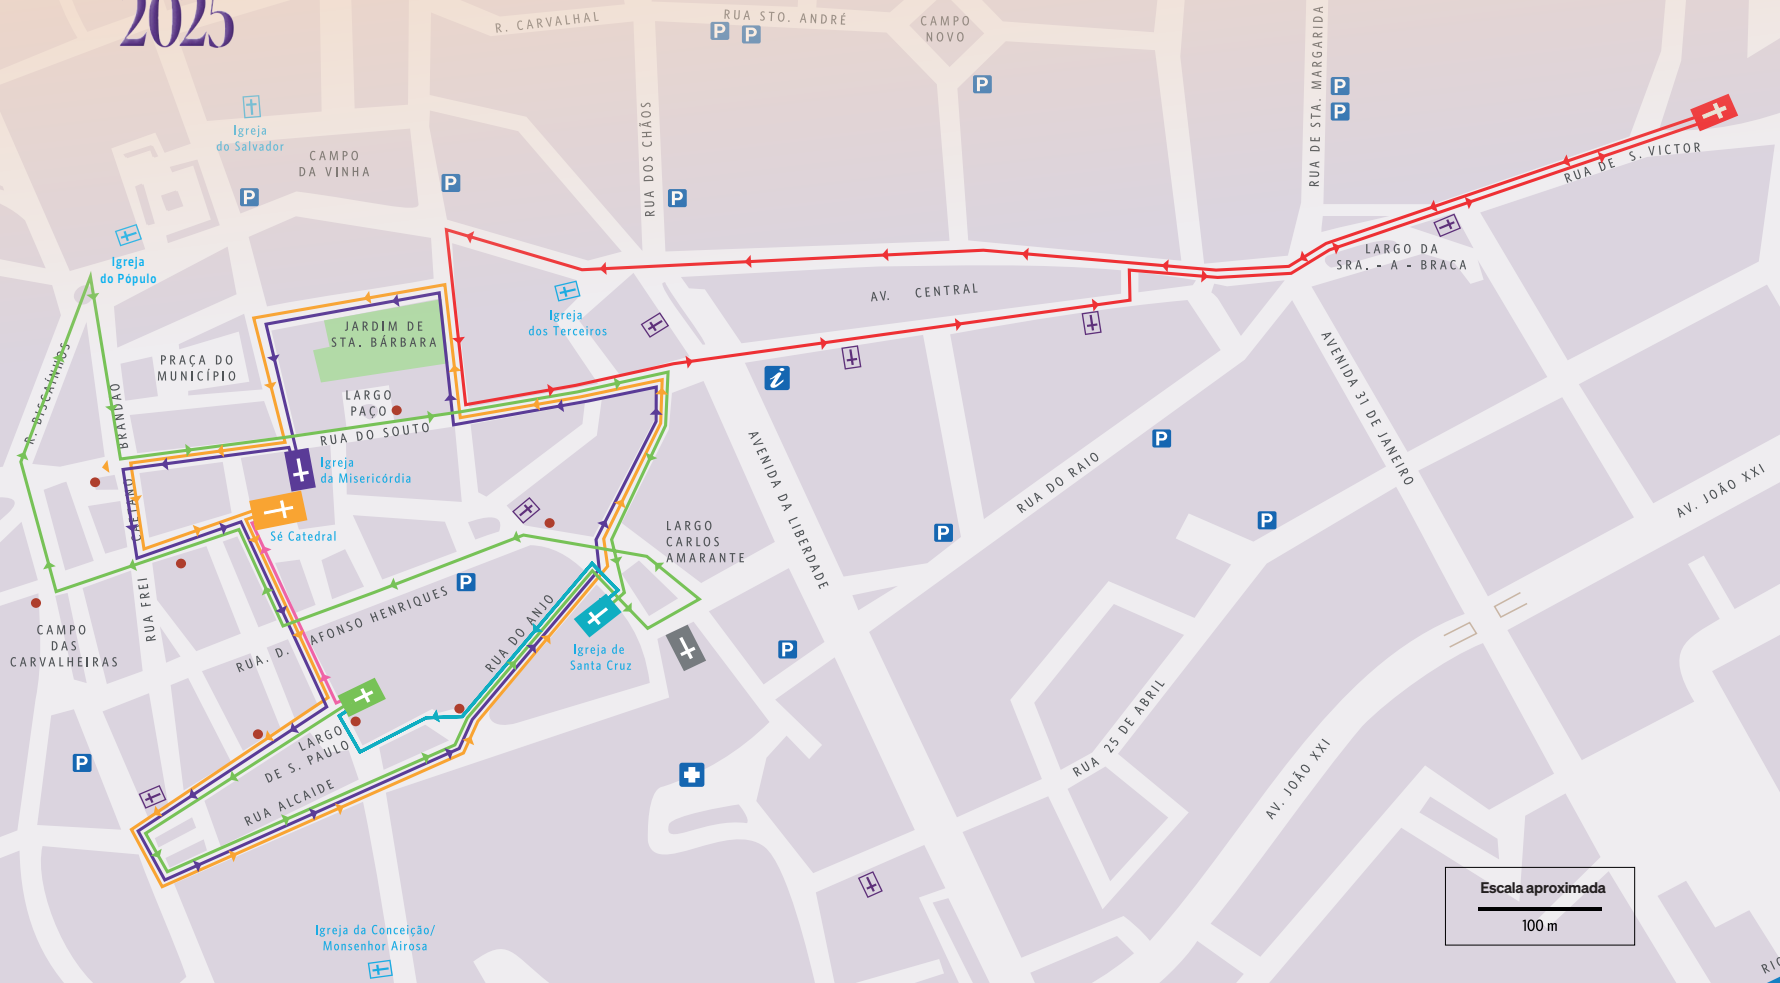 2025
R. CARVALHAL
RUA STO. ANDRÉ
CAMPO
NOVO
P
P
P
RUA DE STA. MARGARIDA
P
P
Igreja
do Salvador
CAMPO
DA VINHA
P
P
RUA DOS CHÃOS
P
RUA DE S. VICTOR
Igreja
do Pópulo
LARGO DA
SRA. - A - BRACA
AV. CENTRAL
Igreja
dos Terceiros
JARDIM DE
STA. BÁRBARA
PRAÇA DO
MUNICÍPIO
R. BISCAÍNHOS
BRANDÃO
LARGO
PAÇO
RUA DO SOUTO
i
AVENIDA 31 DE JANEIRO
AVENIDA DA LIBERDADE
P
RUA DO RAIO
AV. JOÃO XXI
Igreja
da Misericórdia
CAETANO
Sé Catedral
LARGO
CARLOS
AMARANTE
P
P
P
RUA FREI
RUA. D. AFONSO HENRIQUES
RUA DO ANJO
CAMPO
DAS
CARVALHEIRAS
Igreja de
Santa Cruz
P
RUA 25 DE ABRIL
AV. JOÃO XXI
P
LARGO
DE S. PAULO
RUA ALCAIDE
Escala aproximada
100 m
Igreja da Conceição/
Monsenhor Airosa